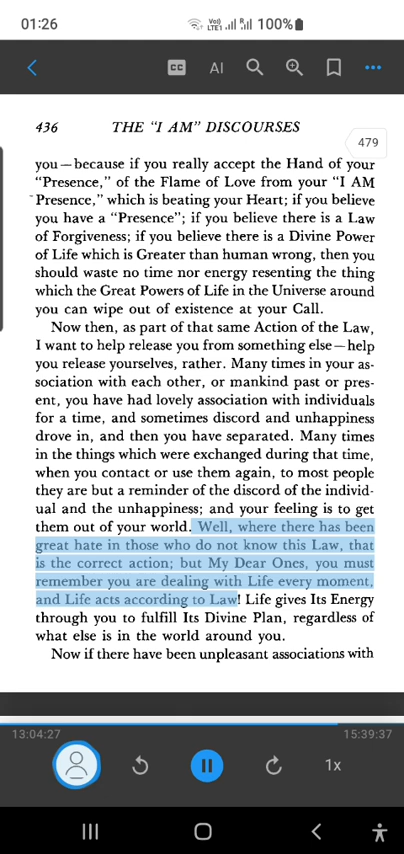 01:26
Vo))
LTE1
R
100%
CC
AI
436
THE "I AM" DISCOURSES
479
you—because if you really accept the Hand of your
"Presence," of the Flame of Love from your "I AM
Presence," which is beating your Heart; if you believe
you have a "Presence"; if you believe there is a Law
of Forgiveness; if you believe there is a Divine Power
of Life which is Greater than human wrong, then you
should waste no time nor energy resenting the thing
which the Great Powers of Life in the Universe around
you can wipe out of existence at your Call.
Now then, as part of that same Action of the Law,
I want to help release you from something else—help
you release yourselves, rather. Many times in your as-
sociation with each other, or mankind past or pres-
ent, you have had lovely association with individuals
for a time, and sometimes discord and unhappiness
drove in, and then you have separated. Many times
in the things which were exchanged during that time,
when you contact or use them again, to most people
they are but a reminder of the discord of the individ-
ual and the unhappiness; and your feeling is to get
them out of your world. Well, where there has been
great hate in those who do not know this Law, that
is the correct action; but My Dear Ones, you must
remember you are dealing with Life every moment,
and Life acts according to Law! Life gives Its Energy
through you to fulfill Its Divine Plan, regardless of
what else is in the world around you.
Now if there have been unpleasant associations with
13:04:27
15:39:37
1x